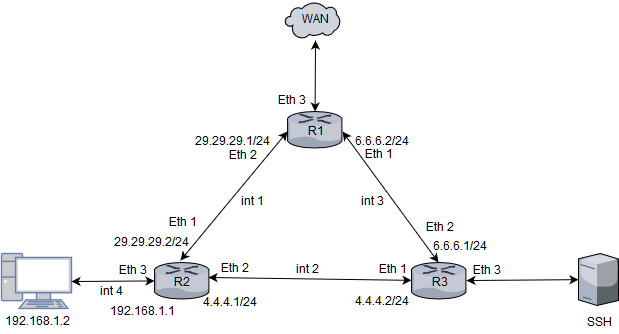 WAN
Eth 3
R1
29.29.29.1/24
6.6.6.2/24
Eth 2
Eth 1
int 1
int 3
Eth 1
Eth 2
29.29.29.2/24
6.6.6.1/24
Eth 3
R2
Eth 2
int 2
Eth 1
R3
Eth 3
int 4
192.168.1.1
4.4.4.1/24
4.4.4.2/24
192.168.1.2
SSH